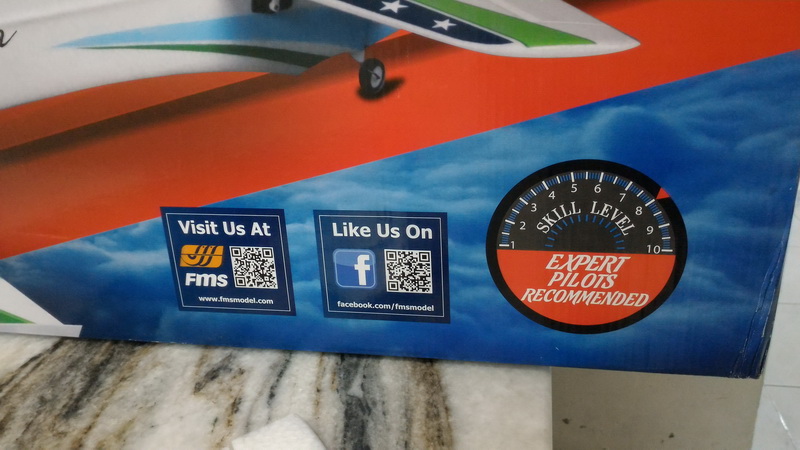 Visit Us At
Fms
www.fmsmodel.com
Like Us On
f
facebook.com/fmsmodel
1 2 3 4 5 6 7 8 9 10
SKILL LEVEL
EXPERT
PILOTS
RECOMMENDED